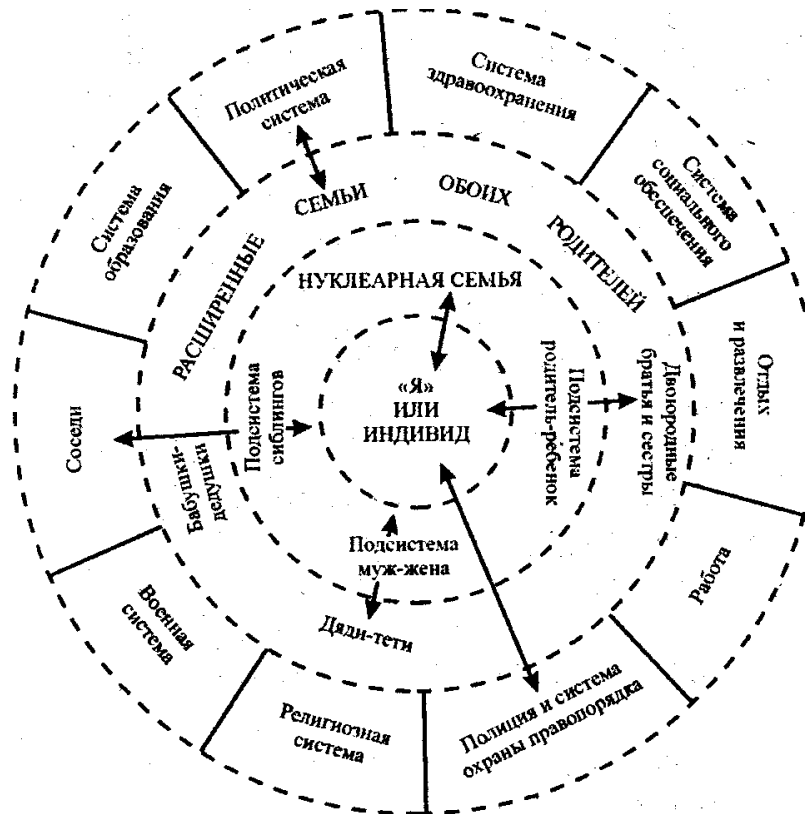 Политическая
система
Система
здравоохранения
Система
социального
обеспечения
Отдых
и развлечения
Работа
Полиция и система
охраны правопорядка
Религиозная
система
Военная
система
Соседи
Система
образования
РАСШИРЕННЫЕ
СЕМЬИ
ОБОИХ
РОДИТЕЛЕЙ
Двоюродные
братья и сестры
Дяди-тети
Бабушки-
дедушки
НУКЛЕАРНАЯ СЕМЬЯ
Подсистема
родитель-ребенок
Подсистема
муж-жена
Подсистема
сиблингов
«Я»
ИЛИ
ИНДИВИД